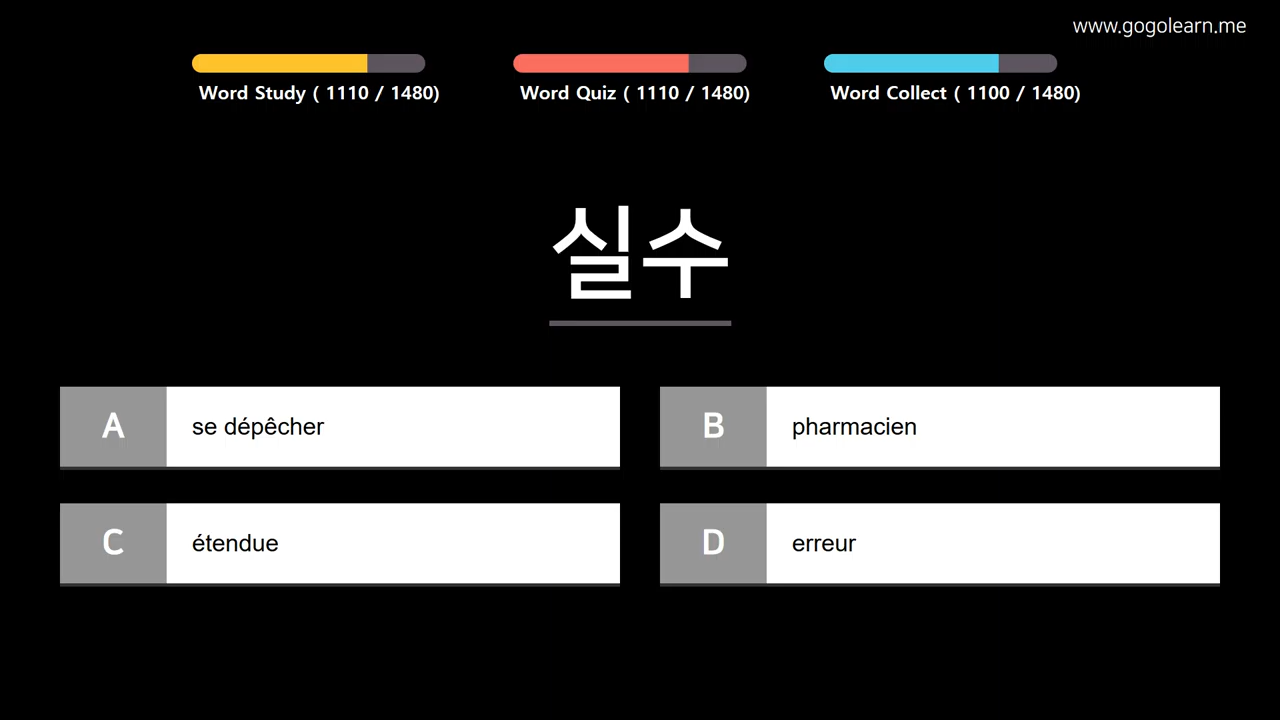 www.gogolearn.me
Word Study ( 1110 / 1480)
Word Quiz ( 1110 / 1480)
Word Collect ( 1100 / 1480)
실수
A se dépêcher
B pharmacien
C étendue
D erreur